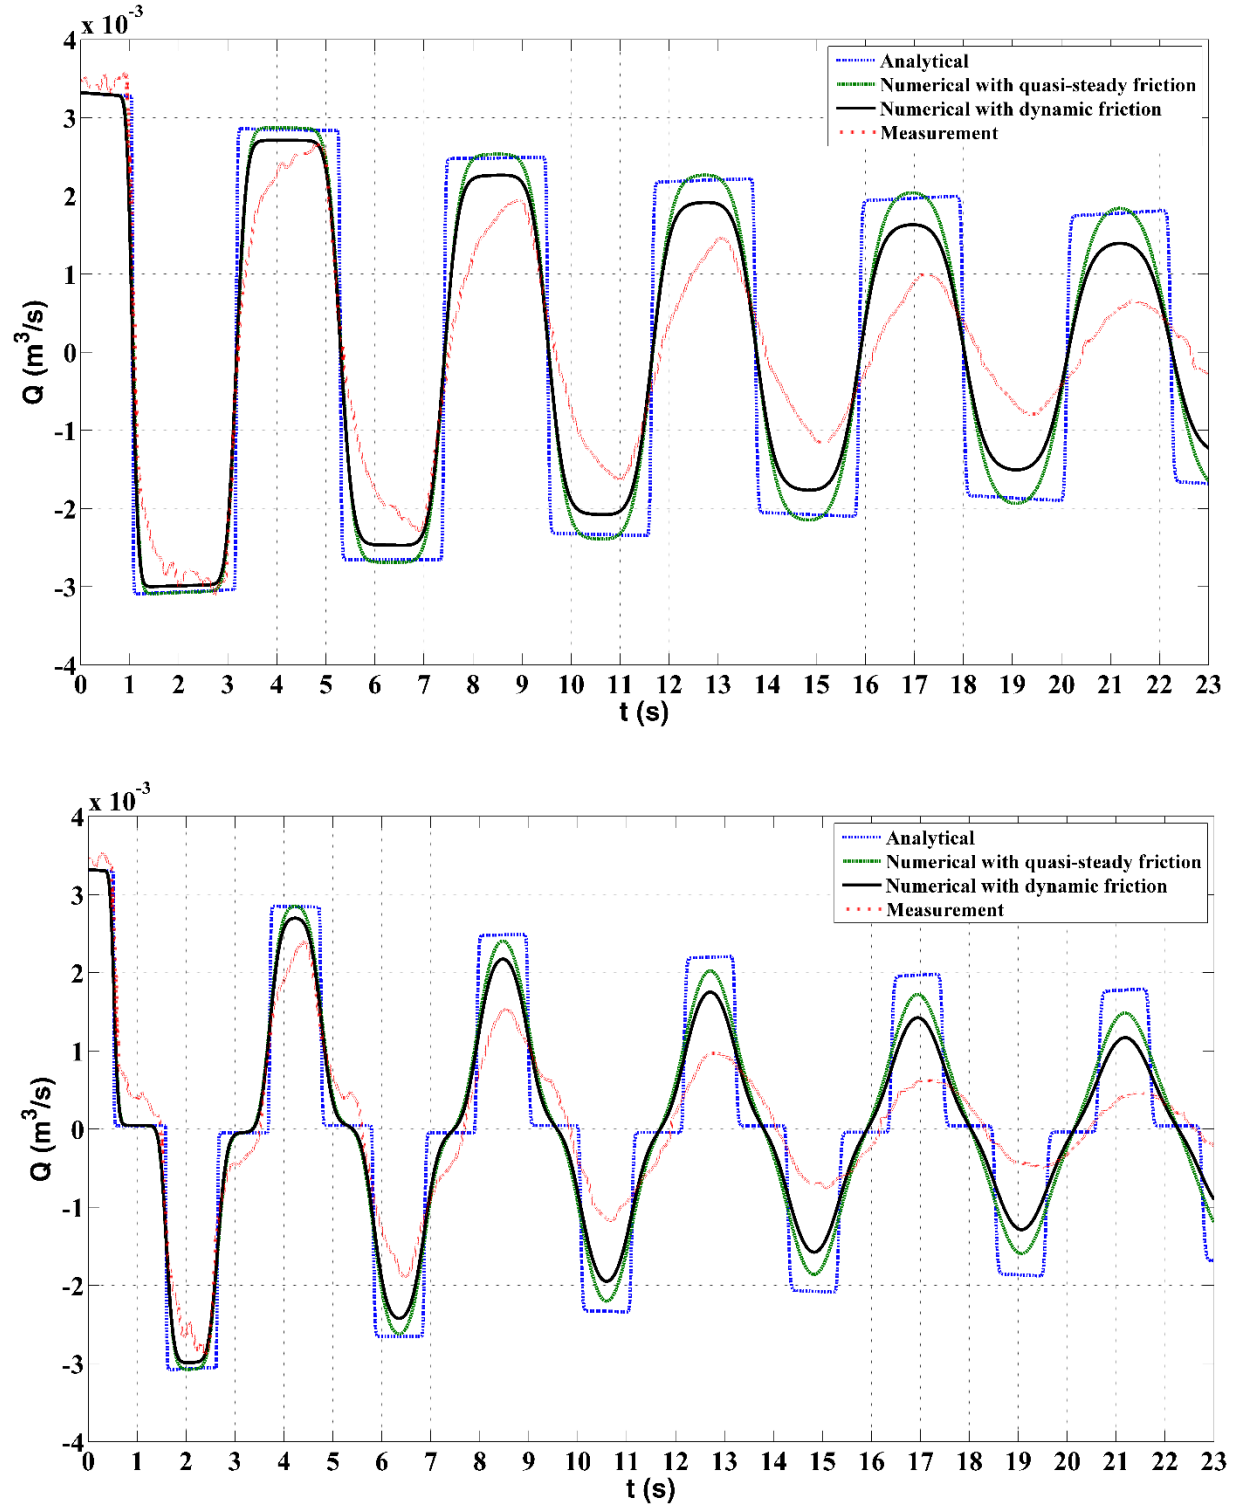 x 10-3
4
3
2
1
0
-1
-2
-3
-4
Q (m3/s)
Analytical
Numerical with quasi-steady friction
Numerical with dynamic friction
Measurement
0 1 2 3 4 5 6 7 8 9 10 11 12 13 14 15 16 17 18 19 20 21 22 23
t (s)
x 10-3
4
3
2
1
0
-1
-2
-3
-4
Q (m3/s)
Analytical
Numerical with quasi-steady friction
Numerical with dynamic friction
Measurement
0 1 2 3 4 5 6 7 8 9 10 11 12 13 14 15 16 17 18 19 20 21 22 23
t (s)